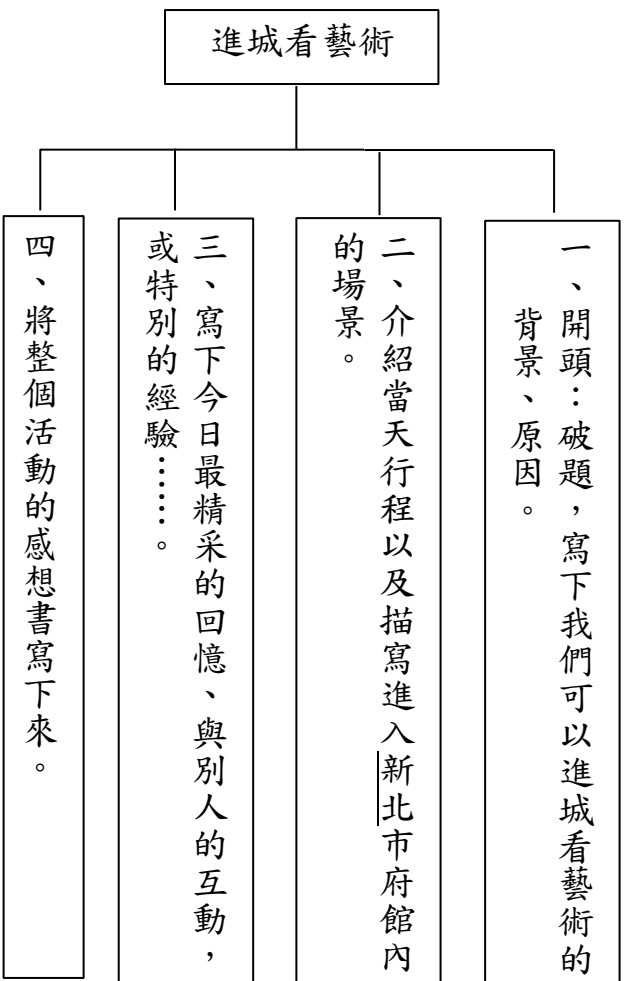 進城看藝術
一、開頭：破題，寫下我們可以進城看藝術的
背景、原因。
二、介紹當天行程以及描寫進入新北市府館內
的場景。
三、寫下今日最精采的回憶、與別人的互動，
或特別的經驗……。
四、將整個活動的感想書寫下來。